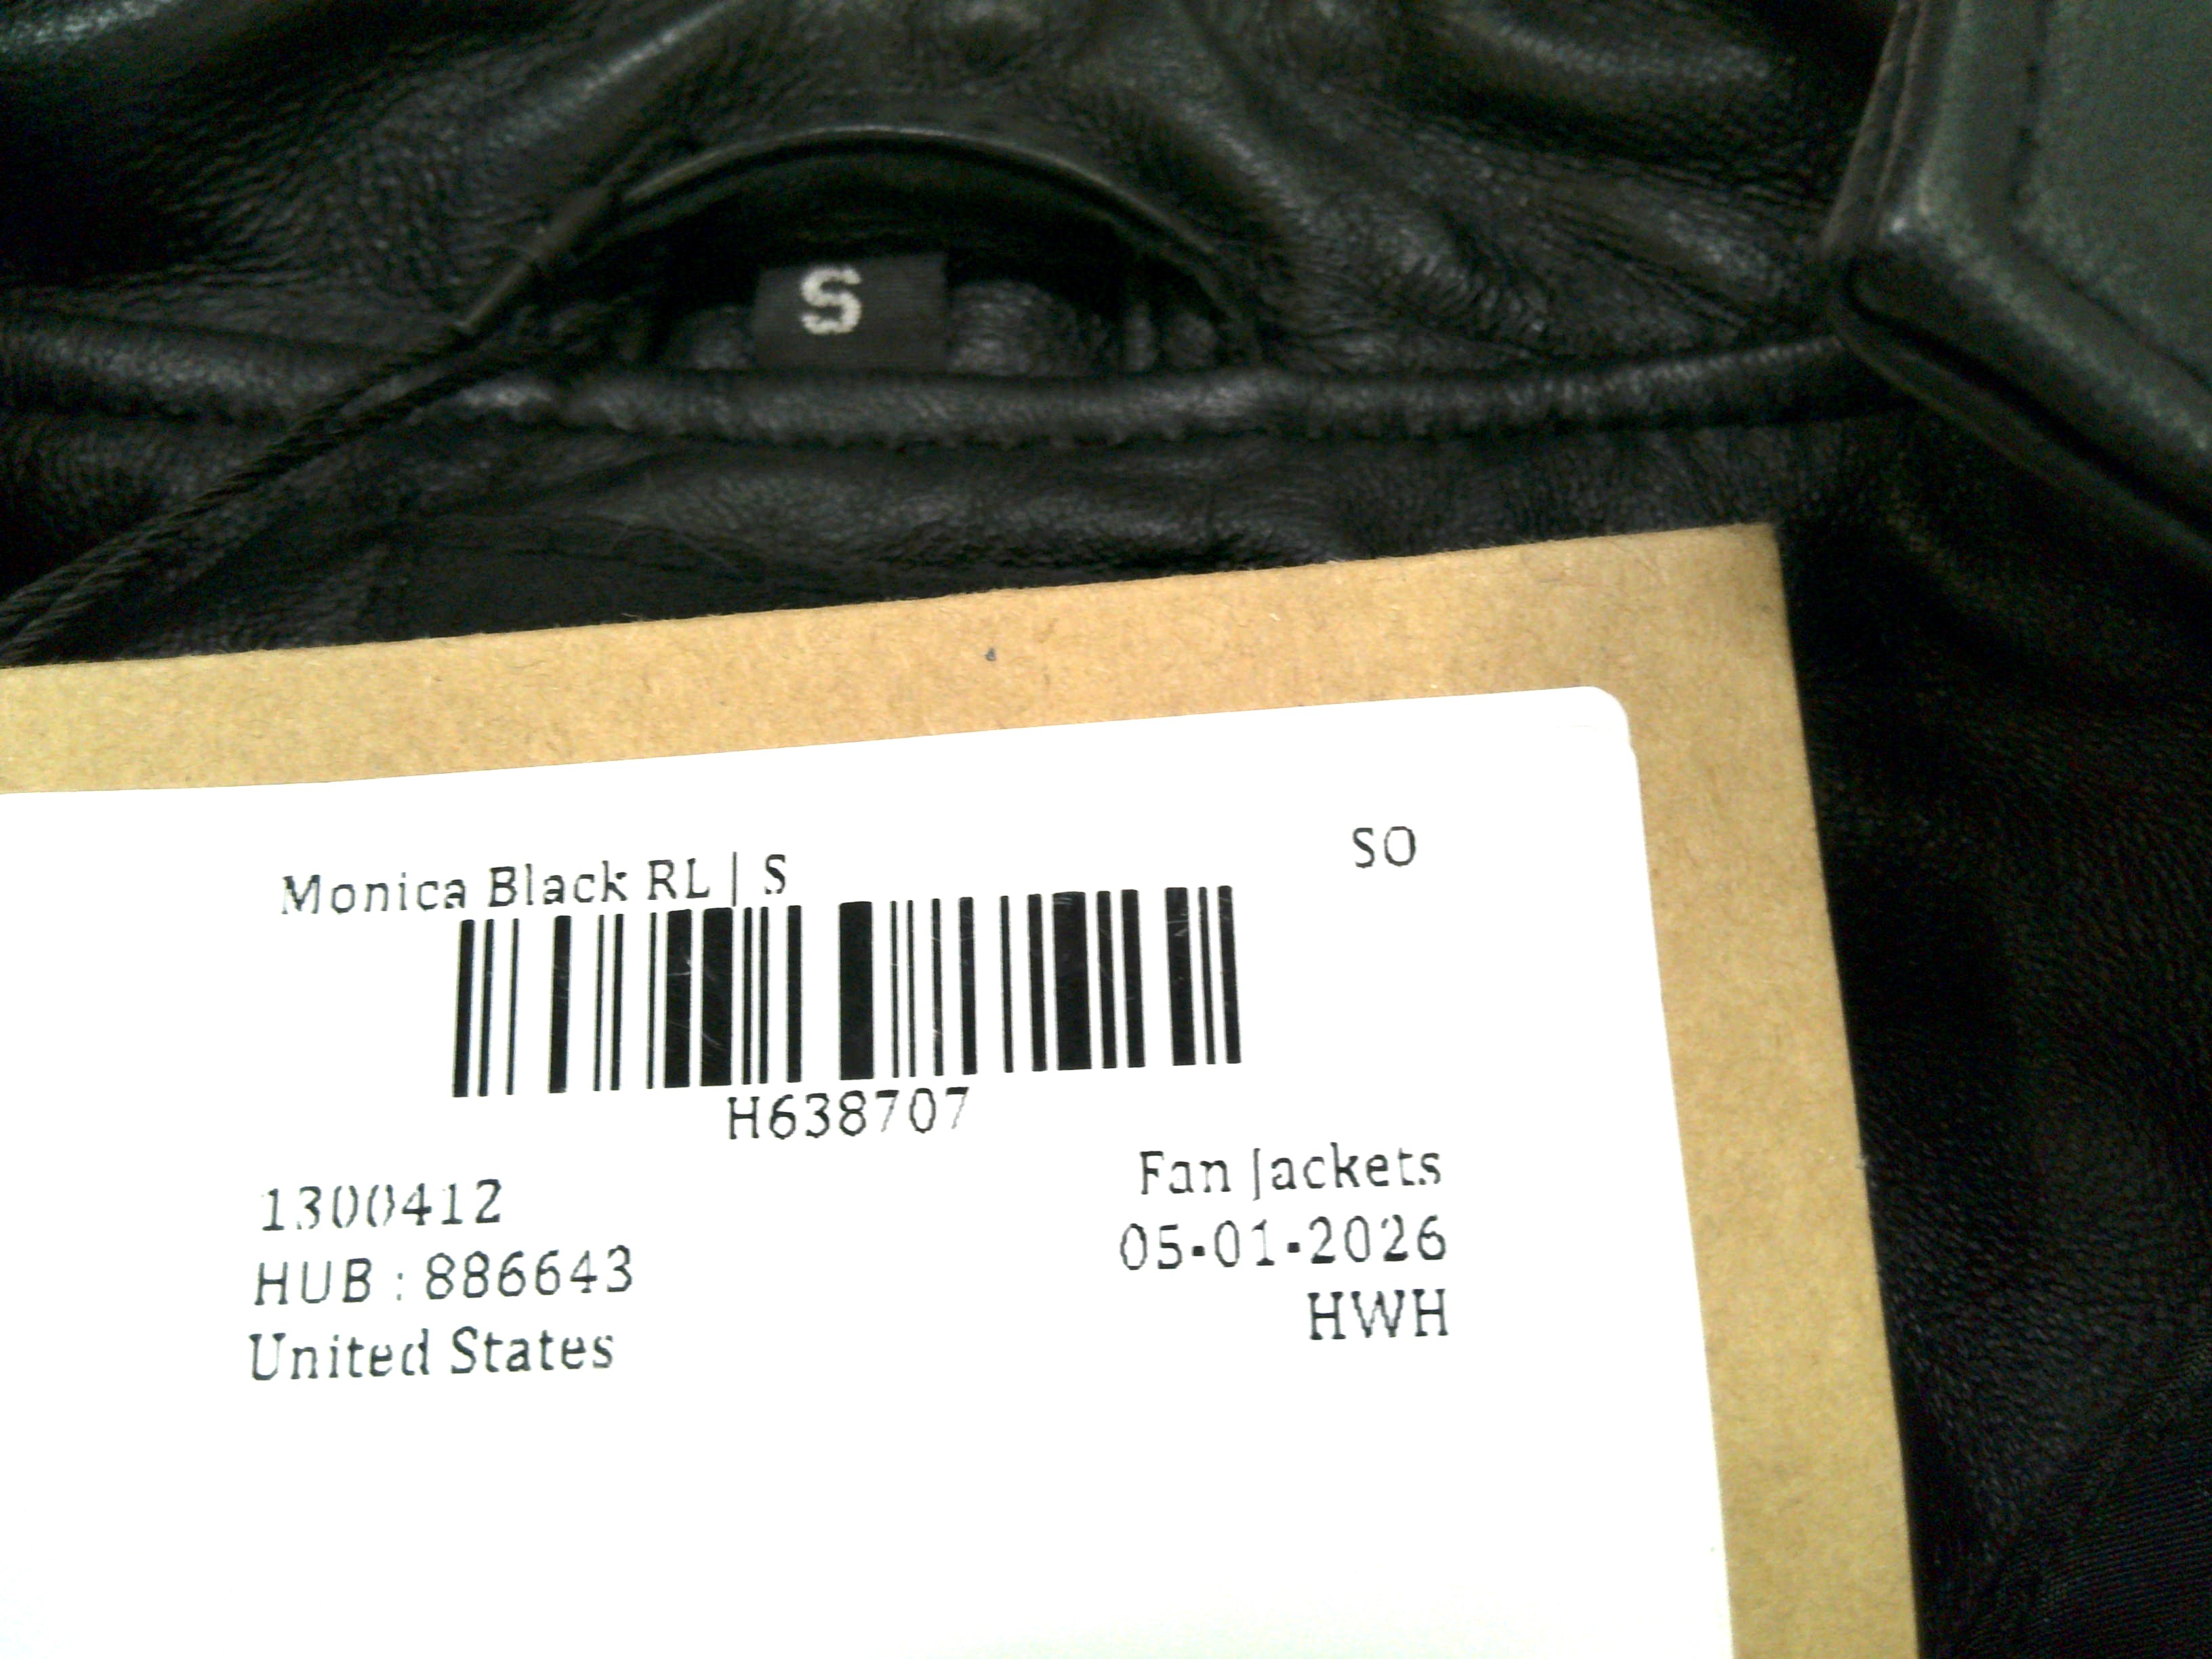 S
Monica Black RL | S
SO
H638707
1300412
HUB : 886643
United States
Fan Jackets
05-01-2026
HWH